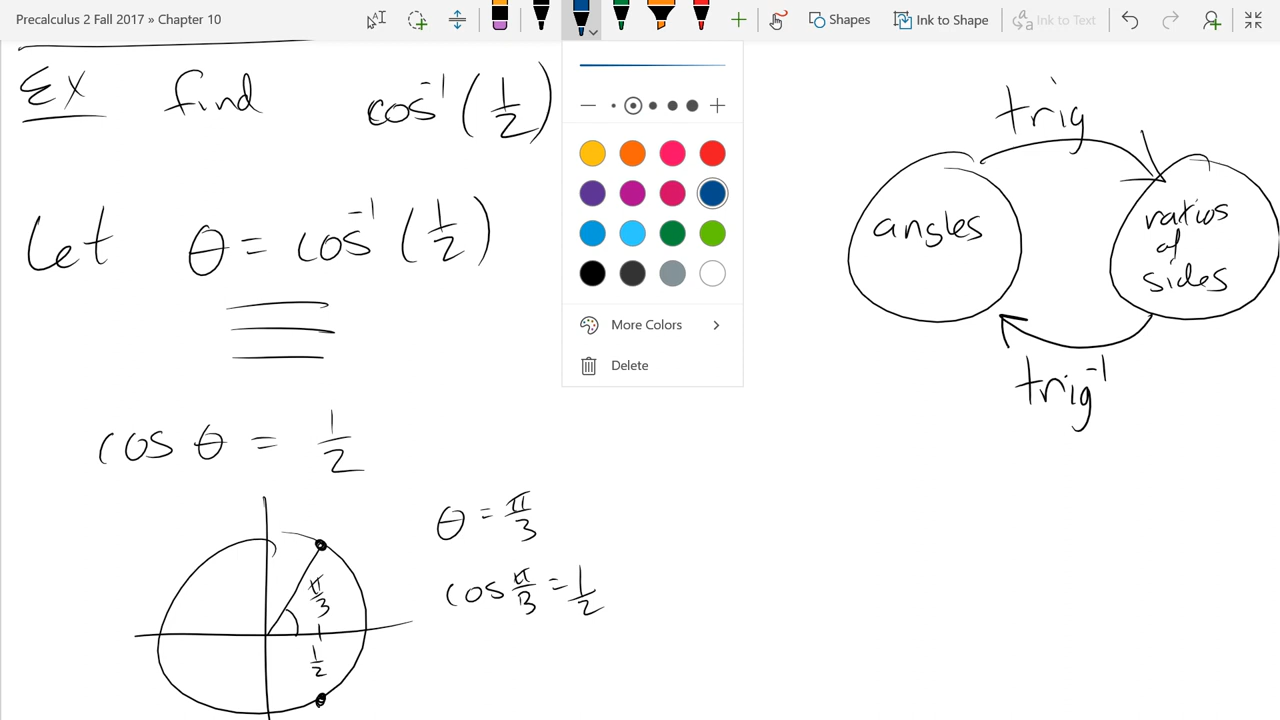 Precalculus 2 Fall 2017 » Chapter 10
Shapes
Ink to Shape
Ink to Text
Ex find cos⁻¹(1/2)
Let θ = cos⁻¹(1/2)
cos θ = 1/2
θ = π/3
cos π/3 = 1/2
π/3
1/2
More Colors
Delete
trig
angles
ratios
of
sides
trig⁻¹